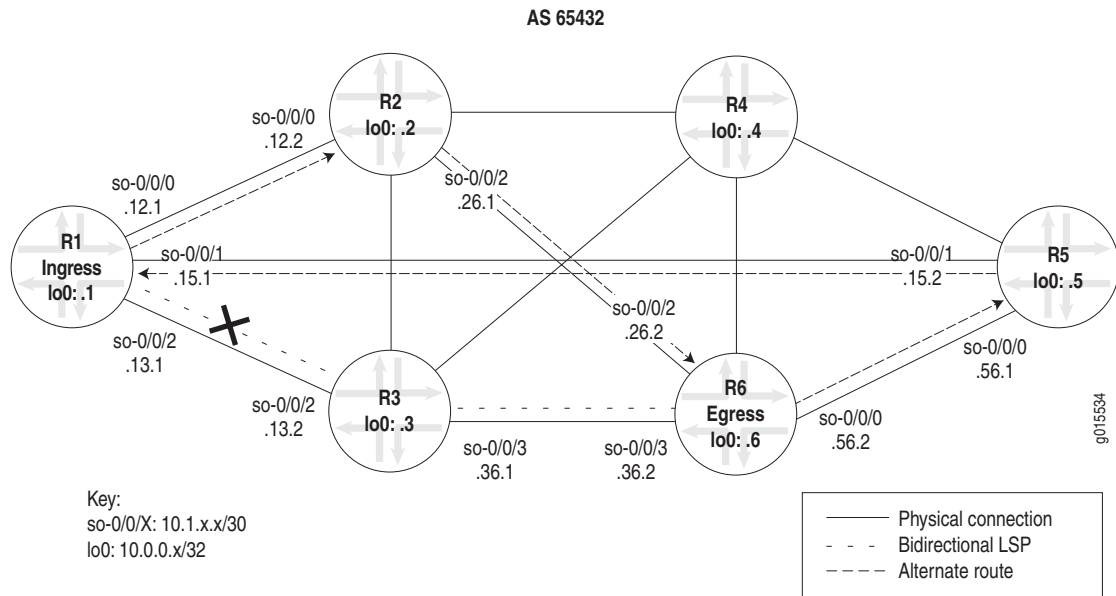 AS 65432
R2
lo0: .2
R4
lo0: .4
so-0/0/0
.12.2
so-0/0/0
.12.1
so-0/0/2
.26.1
R1
Ingress
lo0: .1
so-0/0/1
.15.1
so-0/0/1
.15.2
R5
lo0: .5
so-0/0/2
.26.2
so-0/0/2
.13.1
so-0/0/0
.56.1
R3
lo0: .3
R6
Egress
lo0: .6
so-0/0/2
.13.2
so-0/0/0
.56.2
so-0/0/3
.36.1
so-0/0/3
.36.2
g015534
Key:
so-0/0/X: 10.1.x.x/30
lo0: 10.0.0.x/32
Physical connection
Bidirectional LSP
Alternate route